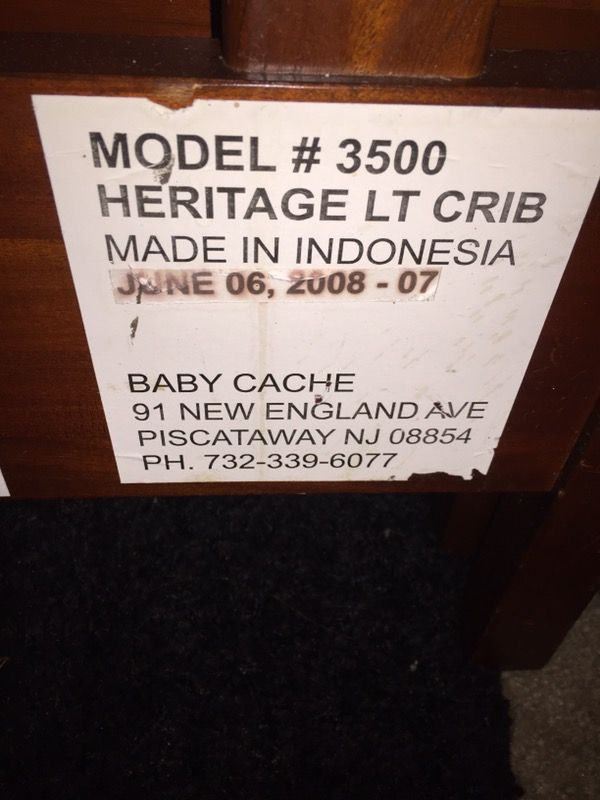 MODEL # 3500
HERITAGE LT CRIB
MADE IN INDONESIA
JUNE 06, 2008 - 07
BABY CACHE
91 NEW ENGLAND AVE
PISCATAWAY NJ 08854
PH. 732-339-6077